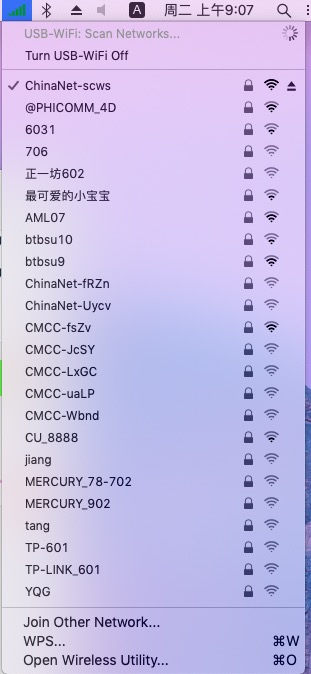 A 周二 上午9:07
USB-WiFi: Scan Networks...
Turn USB-WiFi Off
ChinaNet-scws
@PHICOMM_4D
6031
706
正一坊602
最可爱的小宝宝
AML07
btbsu10
btbsu9
ChinaNet-fRZn
ChinaNet-Uycv
CMCC-fsZv
CMCC-JcSY
CMCC-LxGC
CMCC-uaLP
CMCC-Wbnd
CU_8888
jiang
MERCURY_78-702
MERCURY_902
tang
TP-601
TP-LINK_601
YQG
Join Other Network...
WPS... ⌘W
Open Wireless Utility... ⌘O